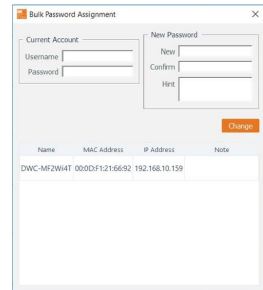 Bulk Password Assignment
Current Account
Username
Password
New Password
New
Confirm
Hint
Change
Name MAC Address IP Address Note
DWC-MF2Wi4T 00:0D:F1:21:66:92 192.168.10.159